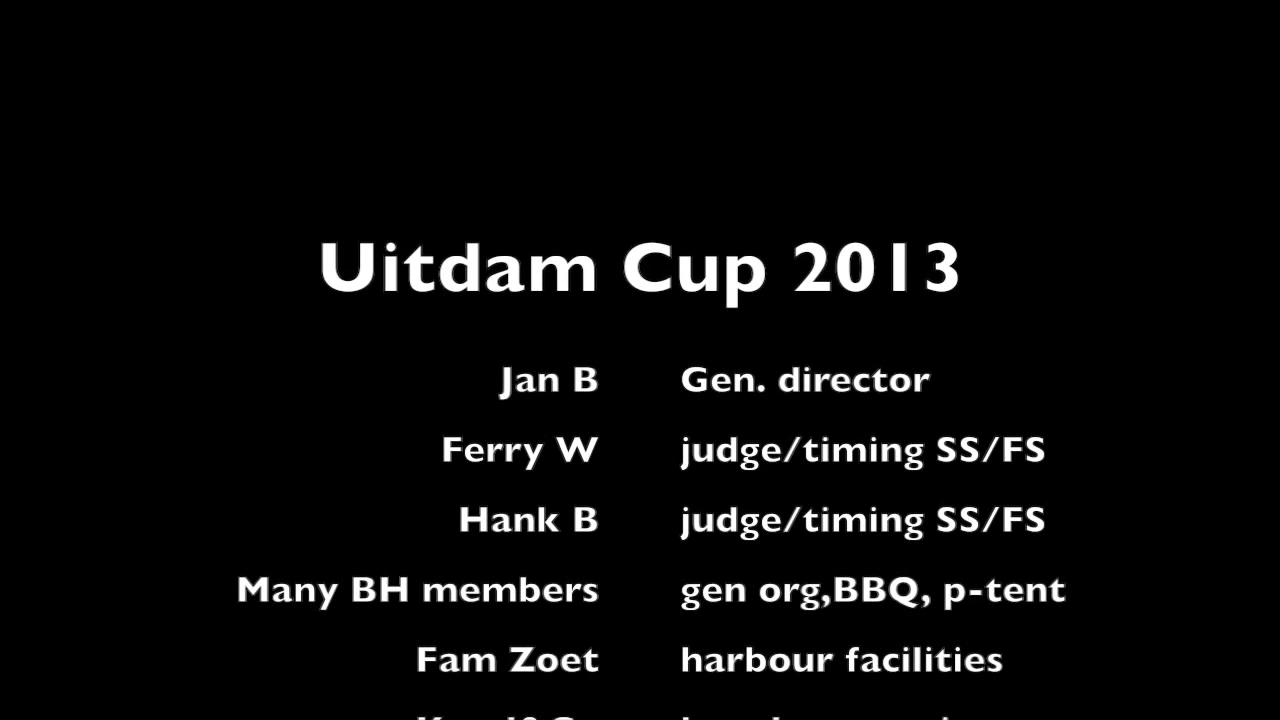 Uitdam Cup 2013
Jan B Gen. director
Ferry W judge/timing SS/FS
Hank B judge/timing SS/FS
Many BH members gen org,BBQ, p-tent
Fam Zoet harbour facilities